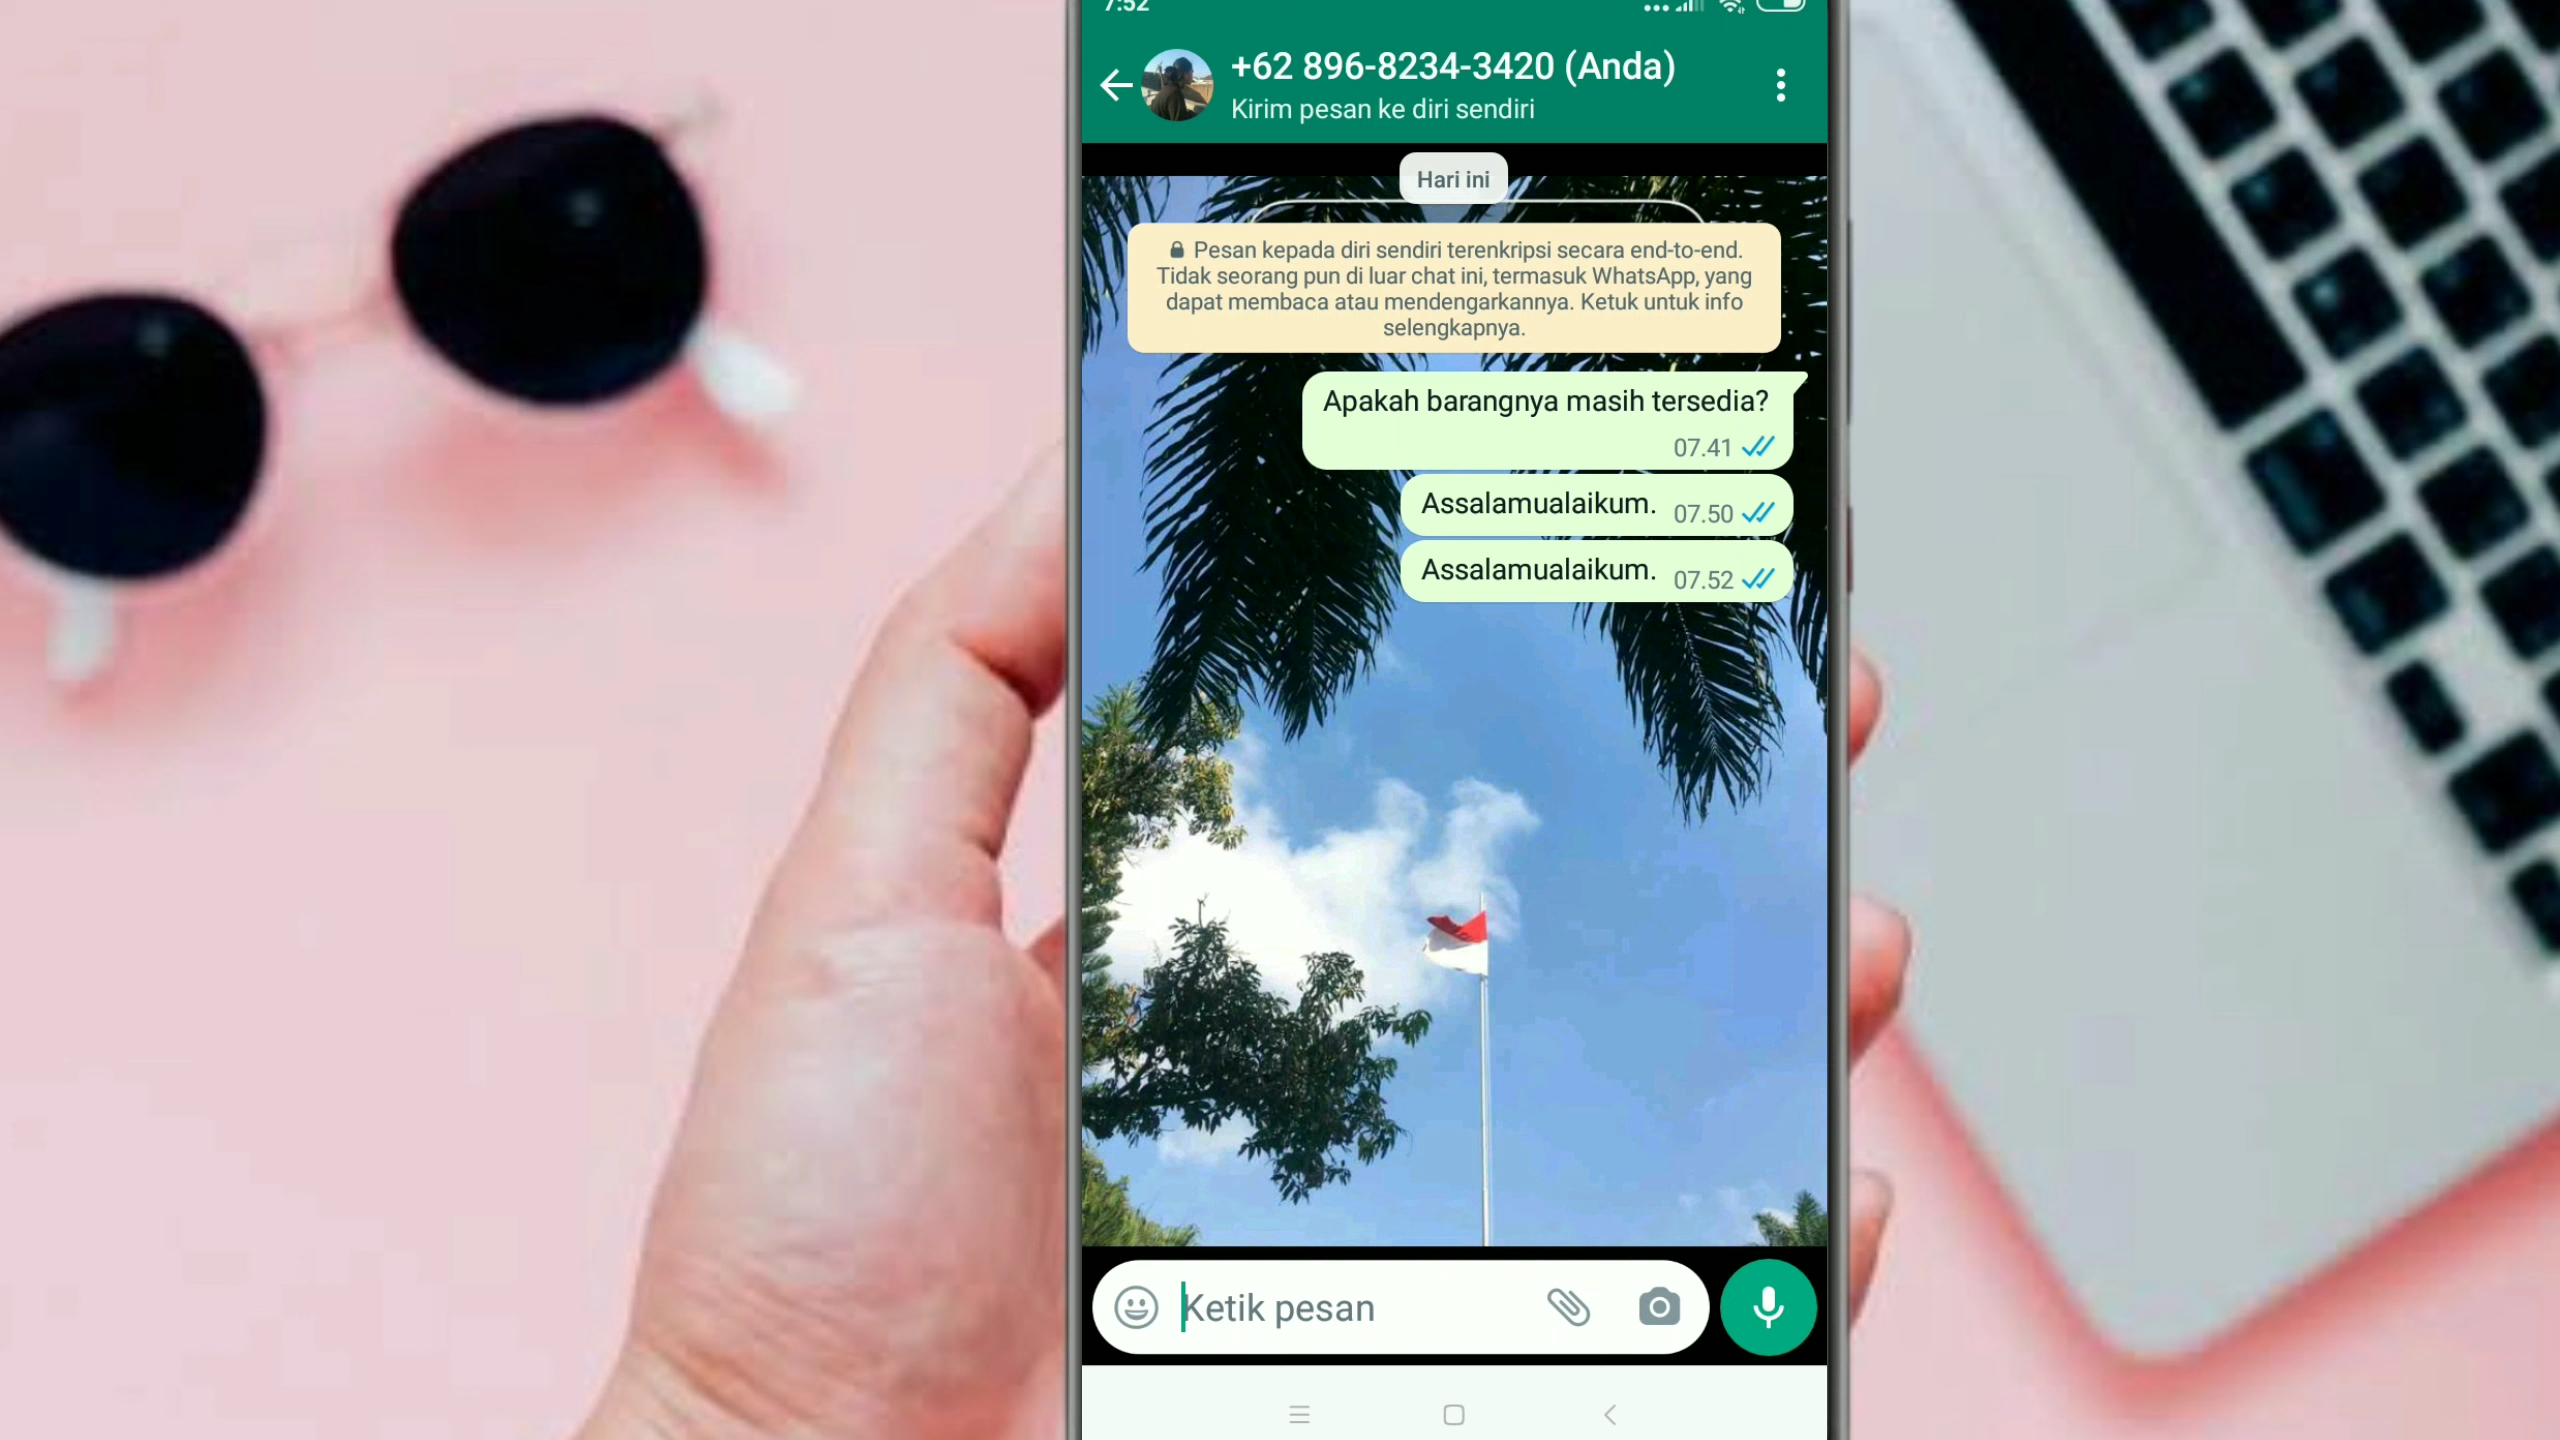 7:52
+62 896-8234-3420 (Anda)
Kirim pesan ke diri sendiri
Hari ini
Pesan kepada diri sendiri terenkripsi secara end-to-end.
Tidak seorang pun di luar chat ini, termasuk WhatsApp, yang
dapat membaca atau mendengarkannya. Ketuk untuk info
selengkapnya.
Apakah barangnya masih tersedia?
07.41
Assalamualaikum. 07.50
Assalamualaikum. 07.52
Ketik pesan